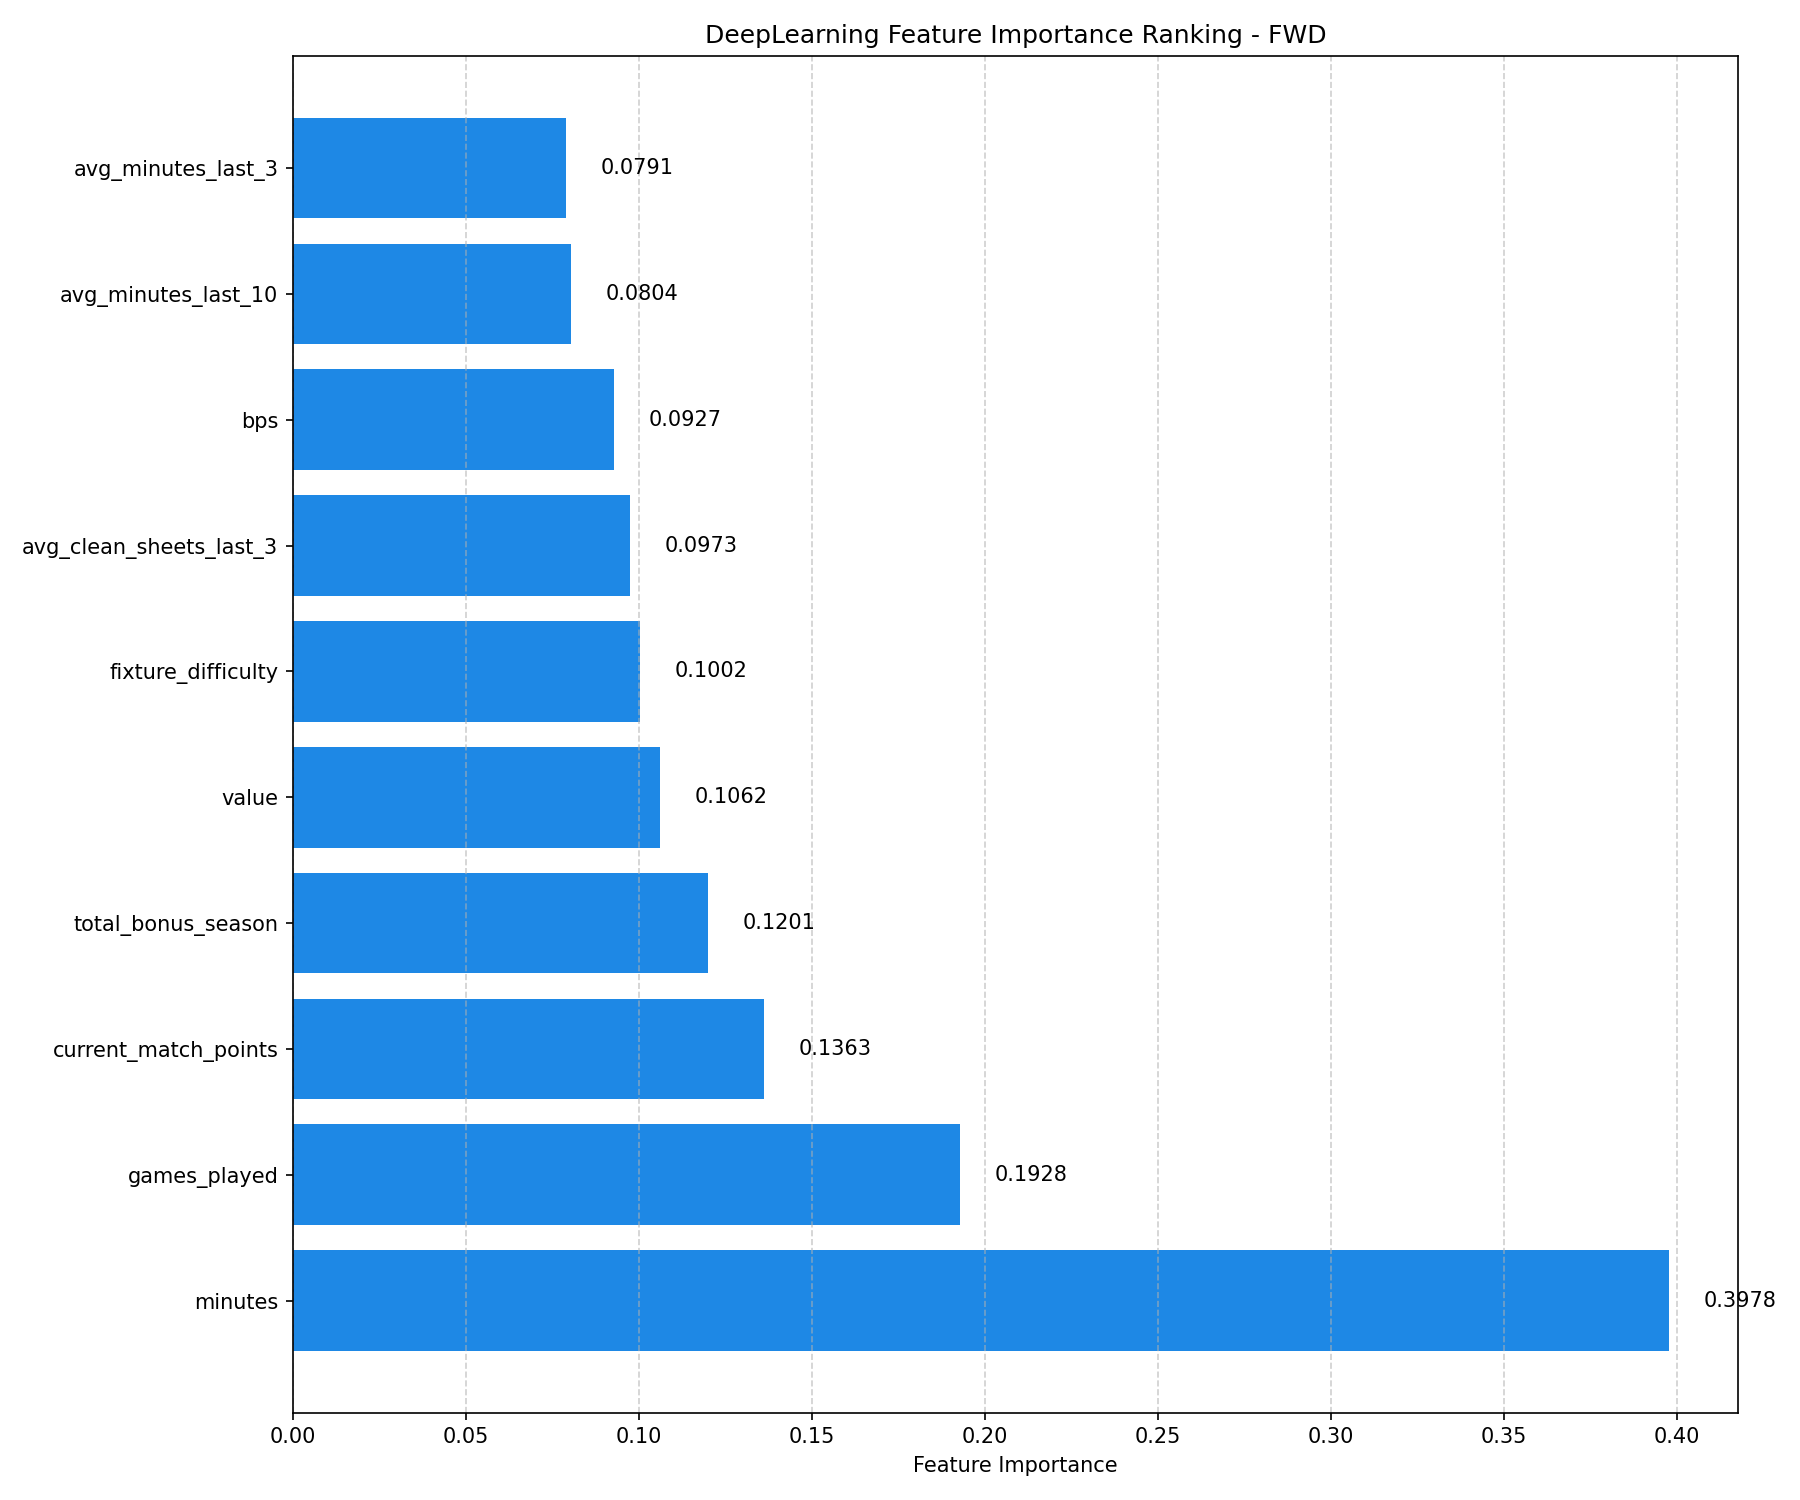 DeepLearning Feature Importance Ranking - FWD
avg_minutes_last_3 0.0791
avg_minutes_last_10 0.0804
bps 0.0927
avg_clean_sheets_last_3 0.0973
fixture_difficulty 0.1002
value 0.1062
total_bonus_season 0.1201
current_match_points 0.1363
games_played 0.1928
minutes 0.3978
0.00 0.05 0.10 0.15 0.20 0.25 0.30 0.35 0.40
Feature Importance